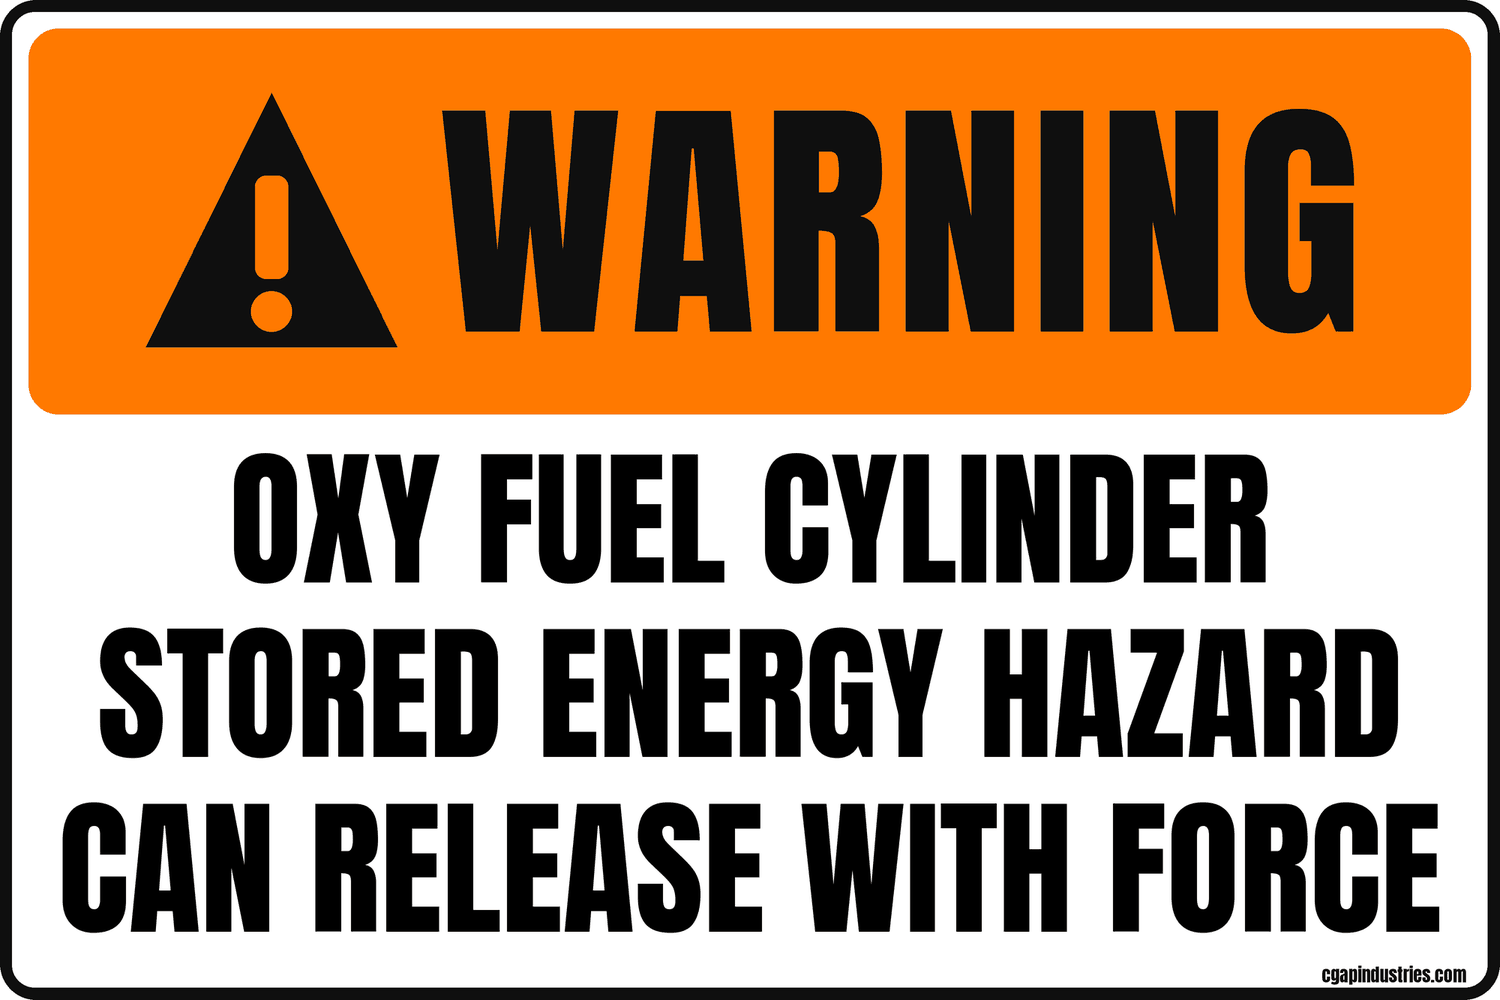 WARNING
OXY FUEL CYLINDER
STORED ENERGY HAZARD
CAN RELEASE WITH FORCE
cgapindustries.com